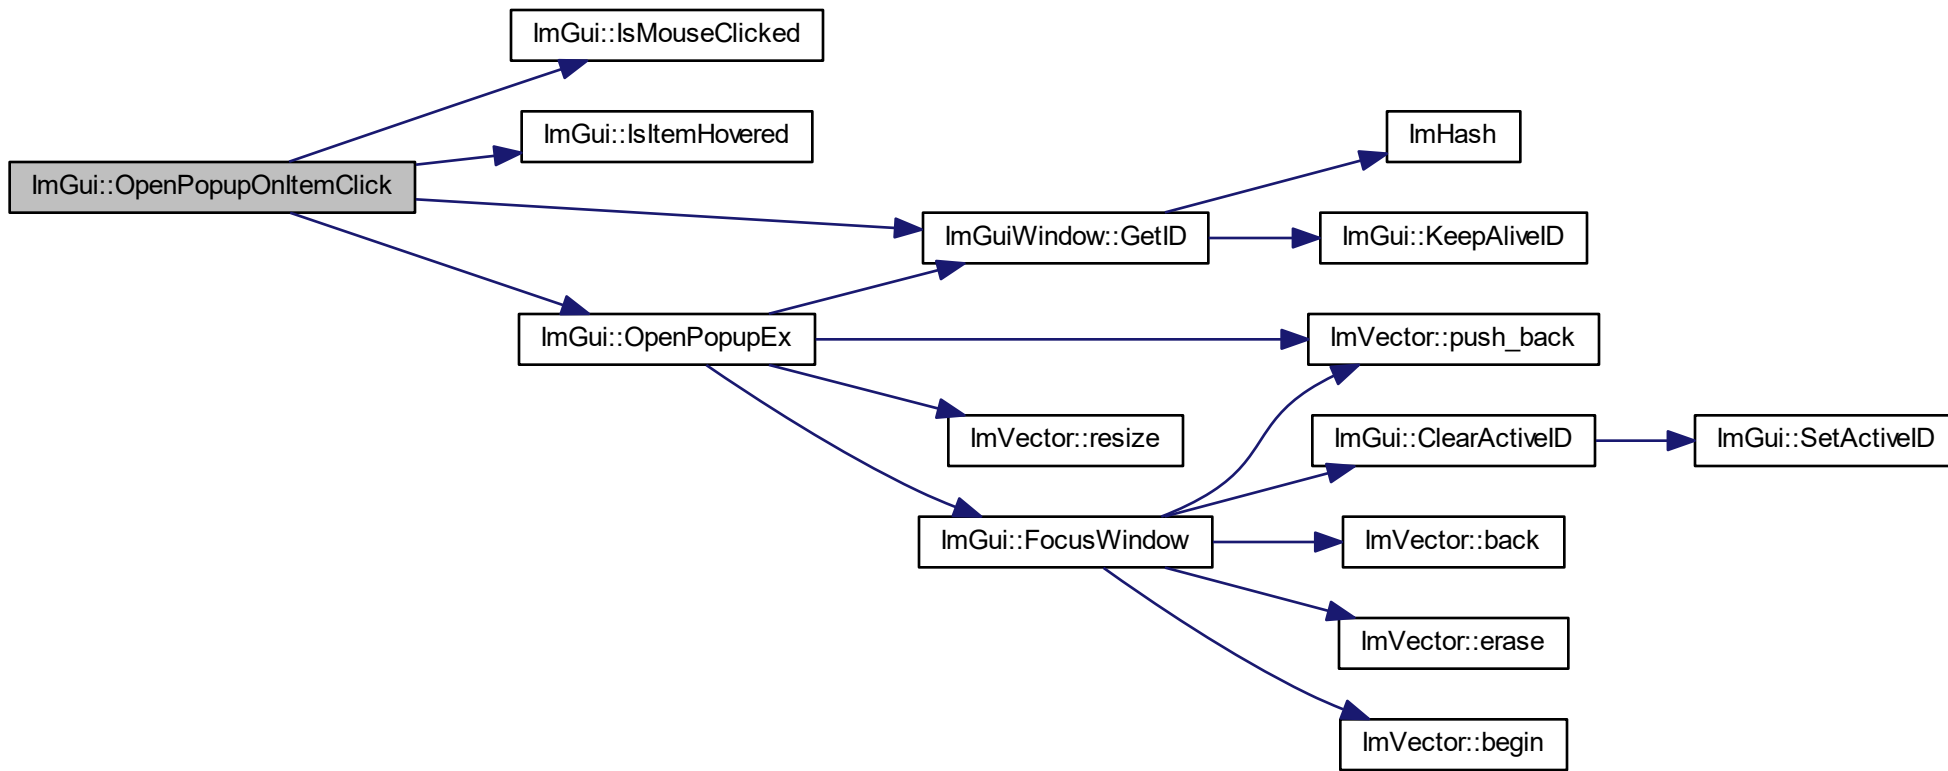 ImGui::IsMouseClicked
ImGui::IsItemHovered
ImHash
ImGui::OpenPopupOnItemClick
ImGuiWindow::GetID
ImGui::KeepAliveID
ImGui::OpenPopupEx
ImVector::push_back
ImVector::resize
ImGui::ClearActiveID
ImGui::SetActiveID
ImGui::FocusWindow
ImVector::back
ImVector::erase
ImVector::begin